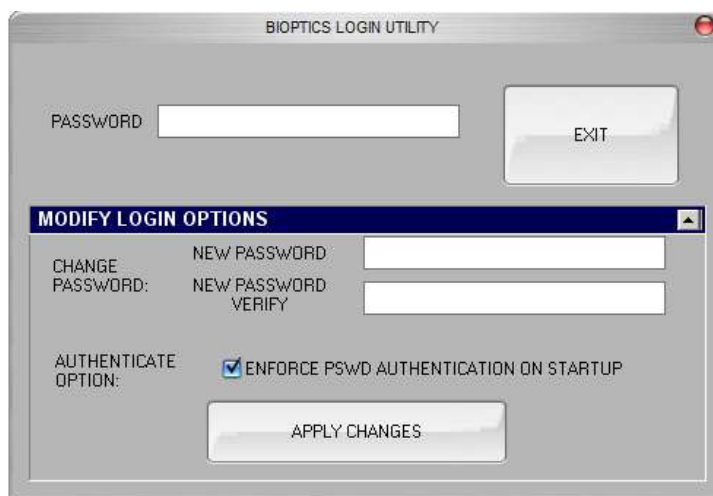 BIOPTICS LOGIN UTILITY
PASSWORD
EXIT
MODIFY LOGIN OPTIONS
CHANGE
PASSWORD:
NEW PASSWORD
NEW PASSWORD
VERIFY
AUTHENTICATE
OPTION:
ENFORCE PSWD AUTHENTICATION ON STARTUP
APPLY CHANGES